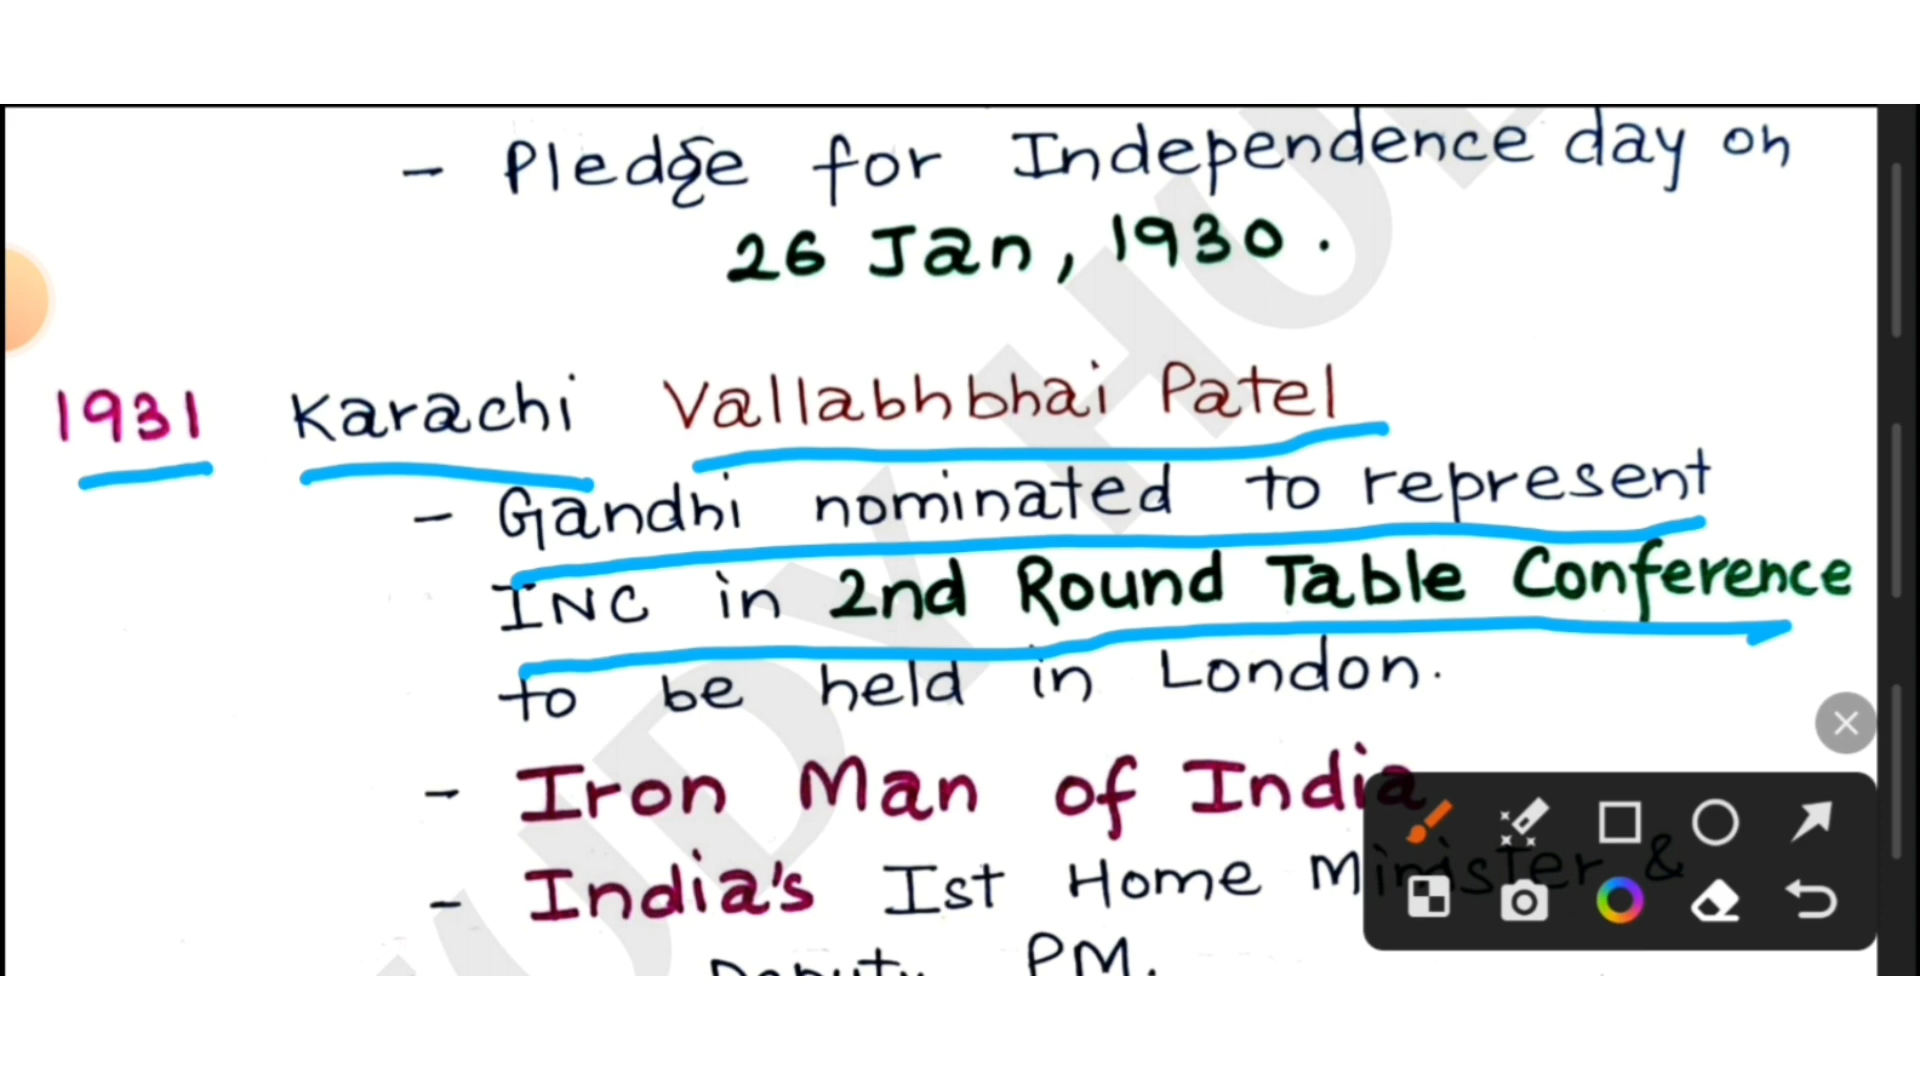 - Pledge for Independence day on
26 Jan, 1930.
1931 Karachi Vallabhbhai Patel
- Gandhi nominated to represent
INC in 2nd Round Table Conference
to be held in London.
- Iron Man of India
- India's Ist Home Minister &
Deputy PM.